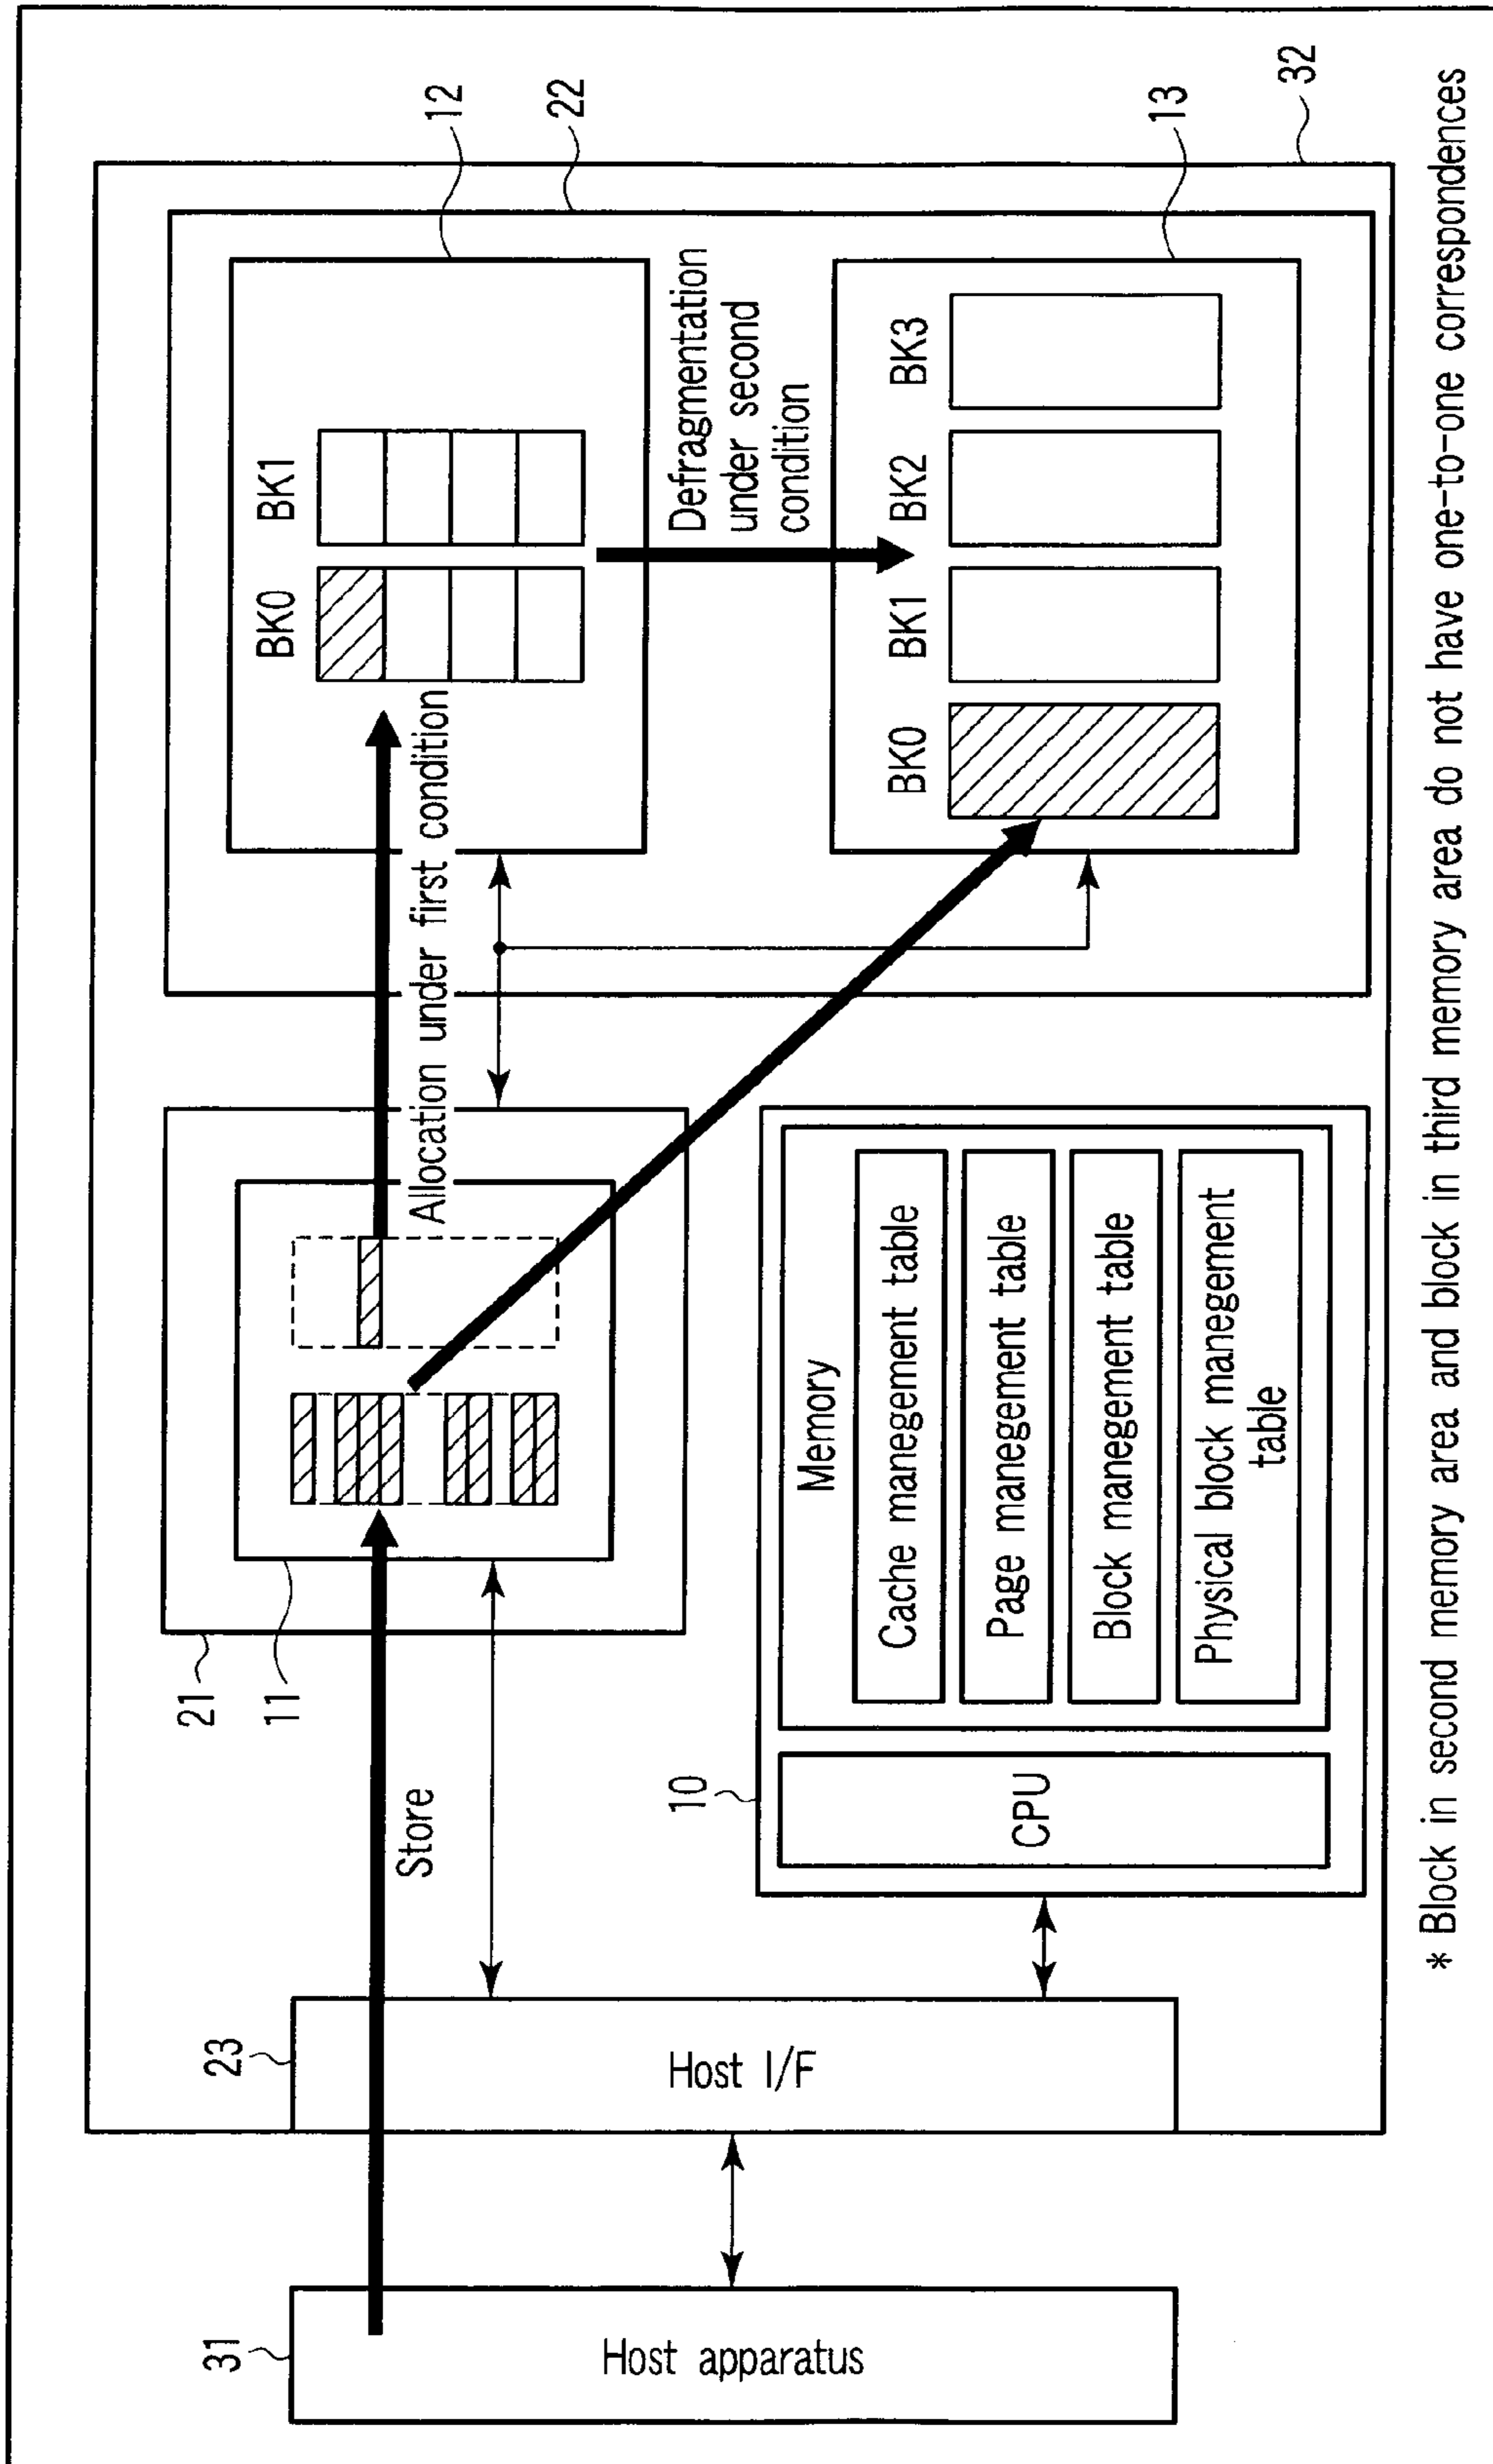 31
Host apparatus
23
Host I/F
Store
21
11
10
CPU
Memory
Cache manegement table
Page manegement table
Block manegement table
Physical block manegement
table
Allocation under first condition
12
22
BK0
BK1
Defragmentation
under second
condition
BK0
BK1
BK2
BK3
13
32
* Block in second memory area and block in third memory area do not have one-to-one correspondences